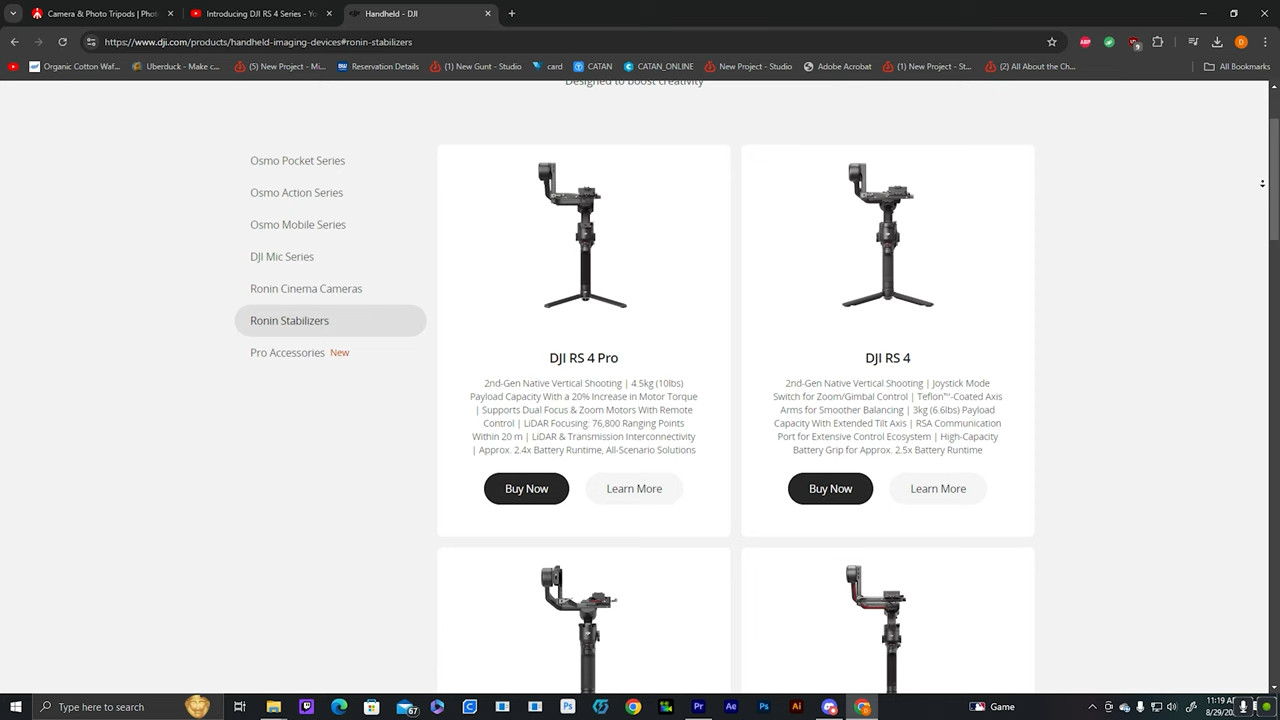 Camera & Photo Tripods | Phot
Introducing DJI RS 4 Series - Yo
Handheld - DJI
https://www.dji.com/products/handheld-imaging-devices#ronin-stabilizers
Organic Cotton Waf...
Uberduck - Make c...
(5) New Project - Mi...
Reservation Details
(1) New Gunt - Studio
card
CATAN
CATAN_ONLINE
New Project - Studio
Adobe Acrobat
(1) New Project - St...
(2) All About the Ch...
All Bookmarks
Designed to boost creativity
Osmo Pocket Series
Osmo Action Series
Osmo Mobile Series
DJI Mic Series
Ronin Cinema Cameras
Ronin Stabilizers
Pro Accessories New
DJI RS 4 Pro
2nd-Gen Native Vertical Shooting | 4.5kg (10lbs)
Payload Capacity With a 20% Increase in Motor Torque
| Supports Dual Focus & Zoom Motors With Remote
Control | LiDAR Focusing: 76,800 Ranging Points
Within 20 m | LiDAR & Transmission Interconnectivity
| Approx. 2.4x Battery Runtime, All-Scenario Solutions
Buy Now
Learn More
DJI RS 4
2nd-Gen Native Vertical Shooting | Joystick Mode
Switch for Zoom/Gimbal Control | Teflon™-Coated Axis
Arms for Smoother Balancing | 3kg (6.6lbs) Payload
Capacity With Extended Tilt Axis | RSA Communication
Port for Extensive Control Ecosystem | High-Capacity
Battery Grip for Approx. 2.5x Battery Runtime
Buy Now
Learn More
Type here to search
67
Pr
Ae
Ps
Ai
Game
11:19 AM
8/29/20